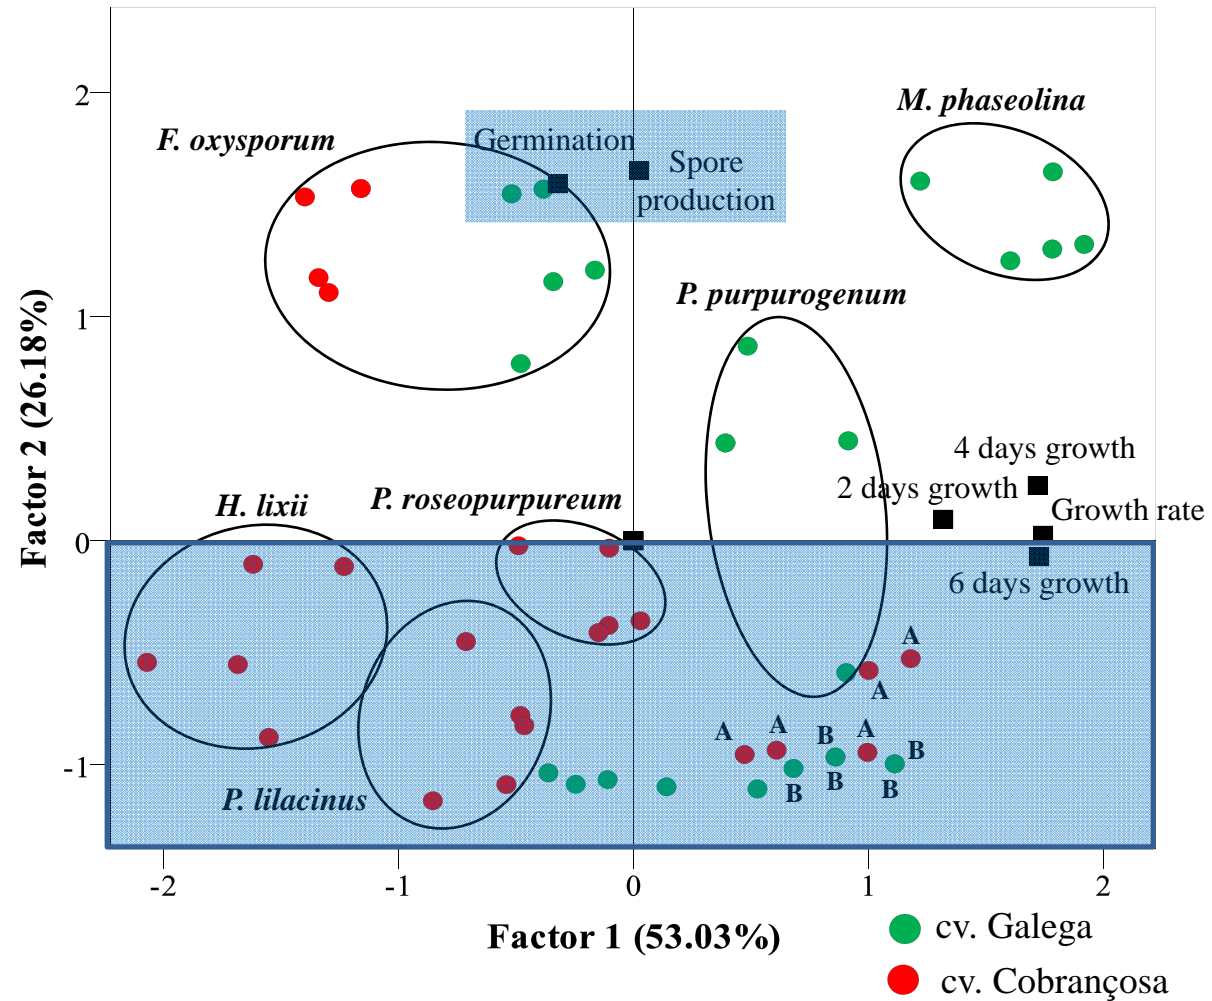 2
M. phaseolina
F. oxysporum
Germination
Spore
production
P. purpurogenum
1
4 days growth
2 days growth
P. roseopurpureum
H. lixii
Growth rate
0
6 days growth
A
A
A
A
A
B
B
B
B
B
-1
P. lilacinus
-2
-1
0
1
2
Factor 2 (26.18%)
Factor 1 (53.03%)
cv. Galega
cv. Cobrançosa